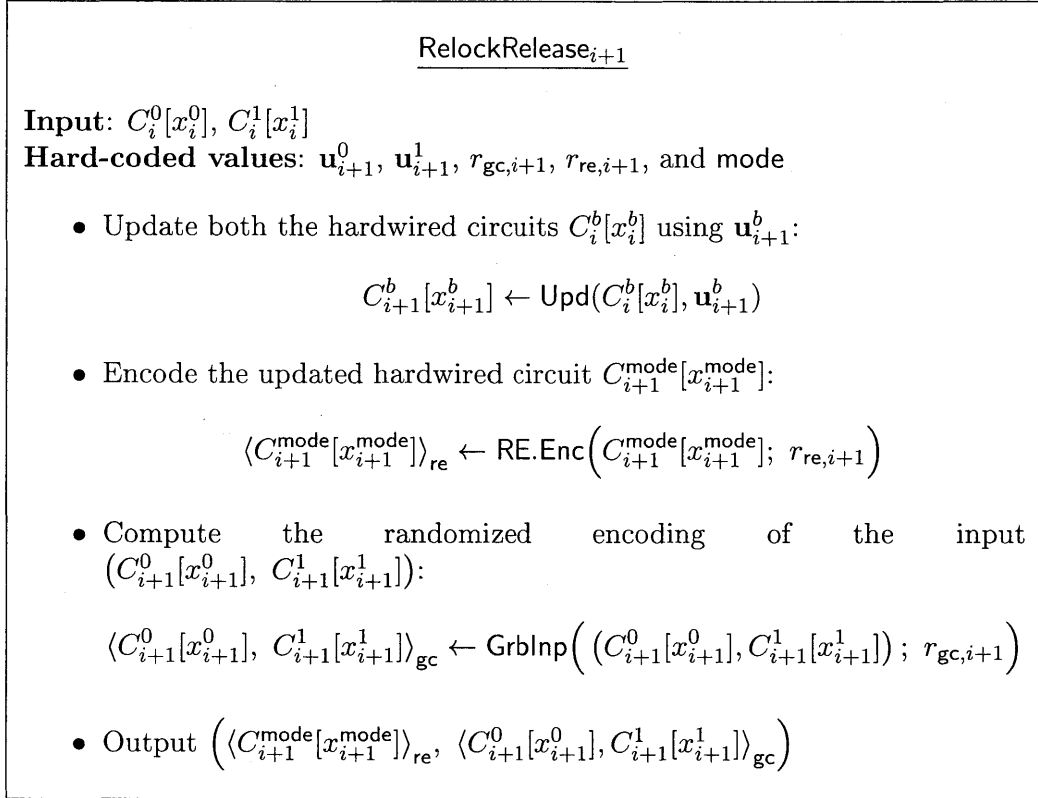 RelockRelease_{i+1}
Input: C_i^0[x_i^0], C_i^1[x_i^1]
Hard-coded values: u_{i+1}^0, u_{i+1}^1, r_{gc,i+1}, r_{re,i+1}, and mode
• Update both the hardwired circuits C_i^b[x_i^b] using u_{i+1}^b:
C_{i+1}^b[x_{i+1}^b] ← Upd(C_i^b[x_i^b], u_{i+1}^b)
• Encode the updated hardwired circuit C_{i+1}^{mode}[x_{i+1}^{mode}]:
⟨C_{i+1}^{mode}[x_{i+1}^{mode}]⟩_{re} ← RE.Enc(C_{i+1}^{mode}[x_{i+1}^{mode}]; r_{re,i+1})
• Compute the randomized encoding of the input
(C_{i+1}^0[x_{i+1}^0], C_{i+1}^1[x_{i+1}^1]):
⟨C_{i+1}^0[x_{i+1}^0], C_{i+1}^1[x_{i+1}^1]⟩_{gc} ← GrbInp((C_{i+1}^0[x_{i+1}^0], C_{i+1}^1[x_{i+1}^1]); r_{gc,i+1})
• Output (⟨C_{i+1}^{mode}[x_{i+1}^{mode}]⟩_{re}, ⟨C_{i+1}^0[x_{i+1}^0], C_{i+1}^1[x_{i+1}^1]⟩_{gc})